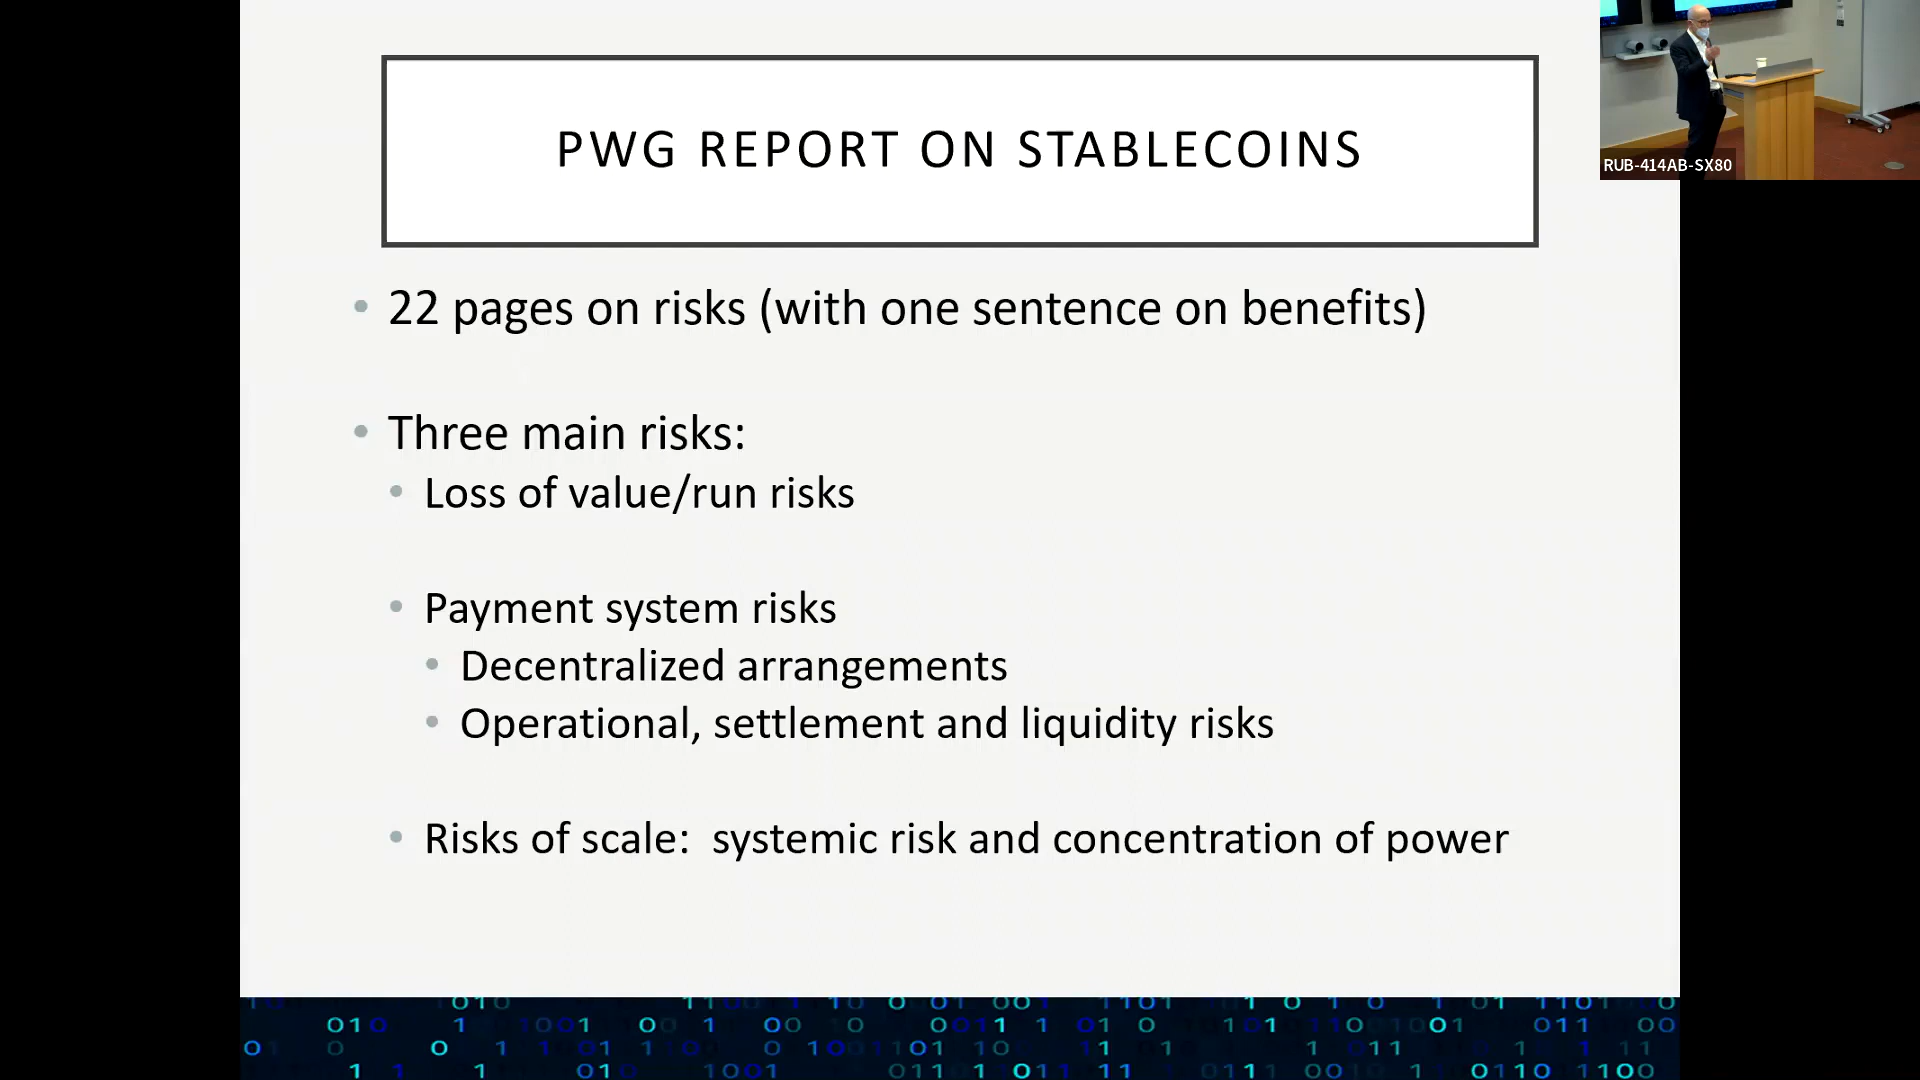 PWG REPORT ON STABLECOINS
22 pages on risks (with one sentence on benefits)
Three main risks:
Loss of value/run risks
Payment system risks
Decentralized arrangements
Operational, settlement and liquidity risks
Risks of scale:  systemic risk and concentration of power
RUB-414AB-SX80